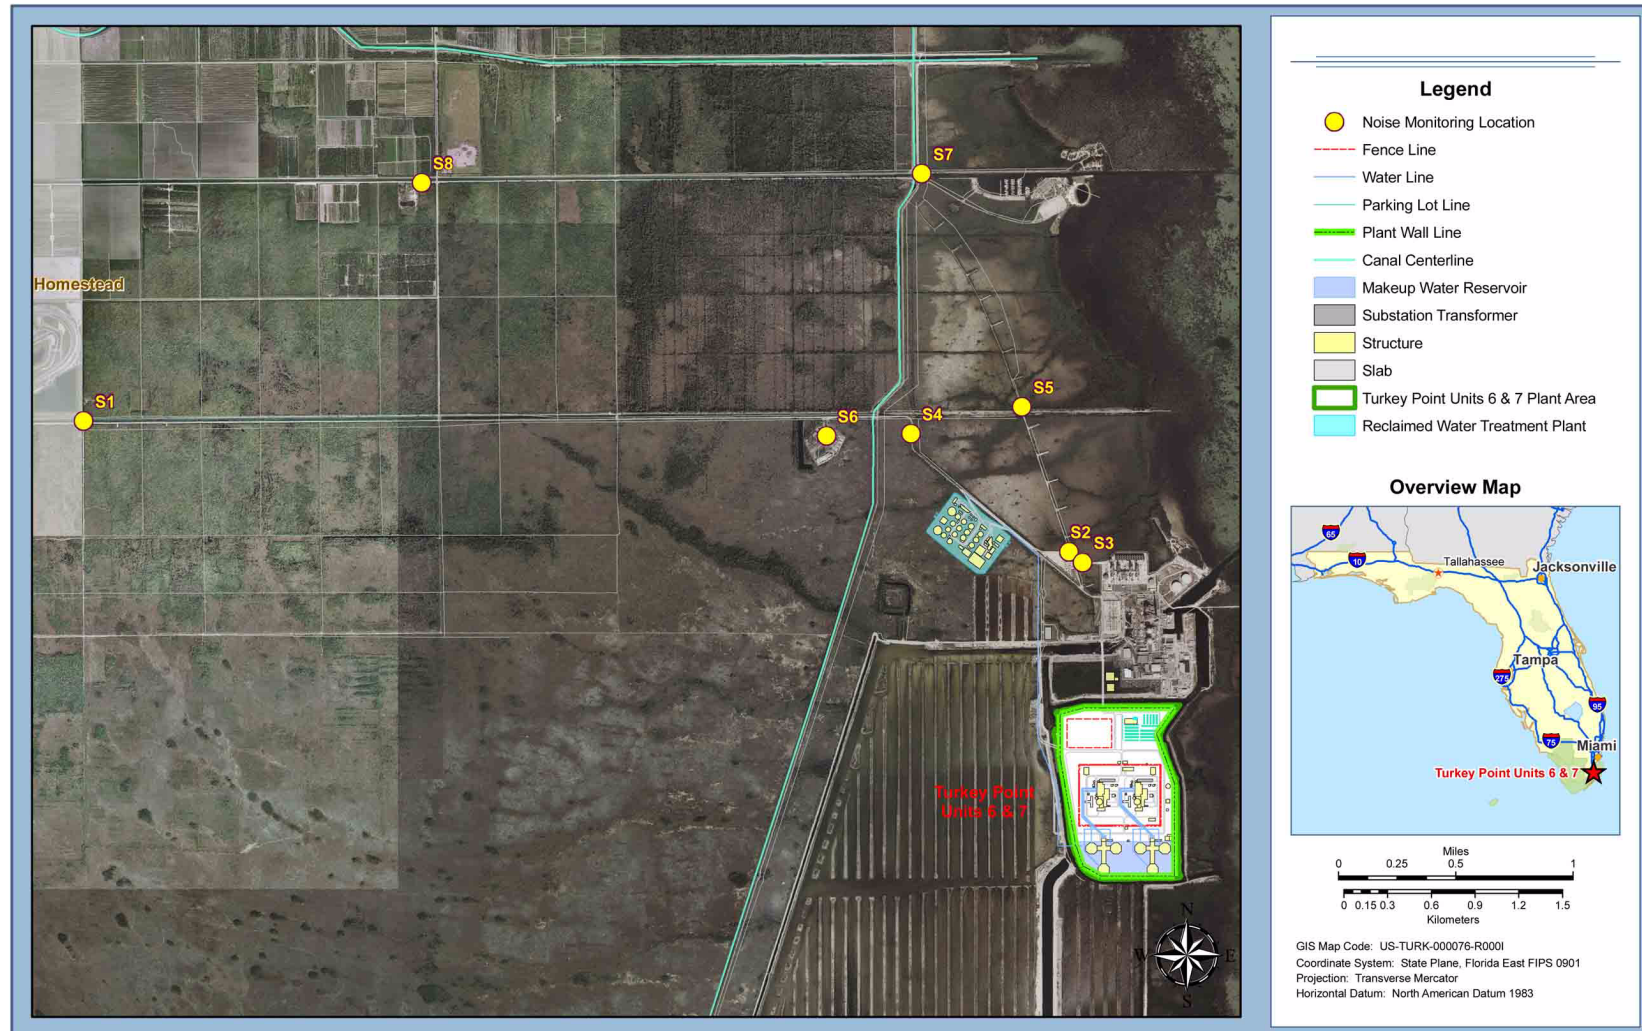 S8
S7
Homestead
S1
S6
S4
S5
S2
S3
Turkey Point
Units 6 & 7
N
W
E
S
Legend
Noise Monitoring Location
Fence Line
Water Line
Parking Lot Line
Plant Wall Line
Canal Centerline
Makeup Water Reservoir
Substation Transformer
Structure
Slab
Turkey Point Units 6 & 7 Plant Area
Reclaimed Water Treatment Plant
Overview Map
65
10
Tallahassee
Jacksonville
Tampa
275
95
75
Miami
Turkey Point Units 6 & 7
Miles
0 0.25 0.5 1
0 0.15 0.3 0.6 0.9 1.2 1.5
Kilometers
GIS Map Code: US-TURK-000076-R000I
Coordinate System: State Plane, Florida East FIPS 0901
Projection: Transverse Mercator
Horizontal Datum: North American Datum 1983